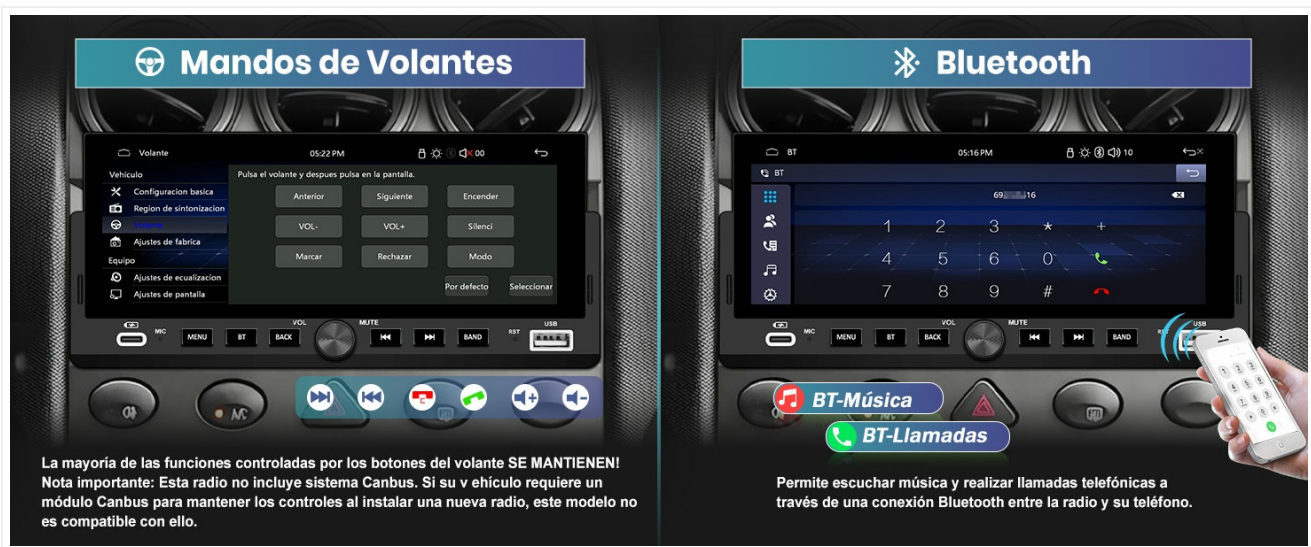 Mandos de Volantes
Volante 05:22 PM 00
Vehículo
Configuracion basica
Region de sintonizacion
Ajustes de fabrica
Equipo
Ajustes de ecualizacion
Ajustes de pantalla
Pulsa el volante y despues pulsa en la pantalla.
Anterior Siguiente Encender
VOL- VOL+ Silenci
Marcar Rechazar Modo
Por defecto Seleccionar
VOL MUTE USB
MIC MENU BT BACK BAND RST
A/C
La mayoría de las funciones controladas por los botones del volante SE MANTIENEN!
Nota importante: Esta radio no incluye sistema Canbus. Si su v ehículo requiere un
módulo Canbus para mantener los controles al instalar una nueva radio, este modelo no
es compatible con ello.
Bluetooth
BT 05:16 PM 10
BT
69 16
1 2 3 * +
4 5 6 0
7 8 9 #
VOL MUTE USB
MIC MENU BT BACK BAND
BT-Música
BT-Llamadas
Permite escuchar música y realizar llamadas telefónicas a
través de una conexión Bluetooth entre la radio y su teléfono.